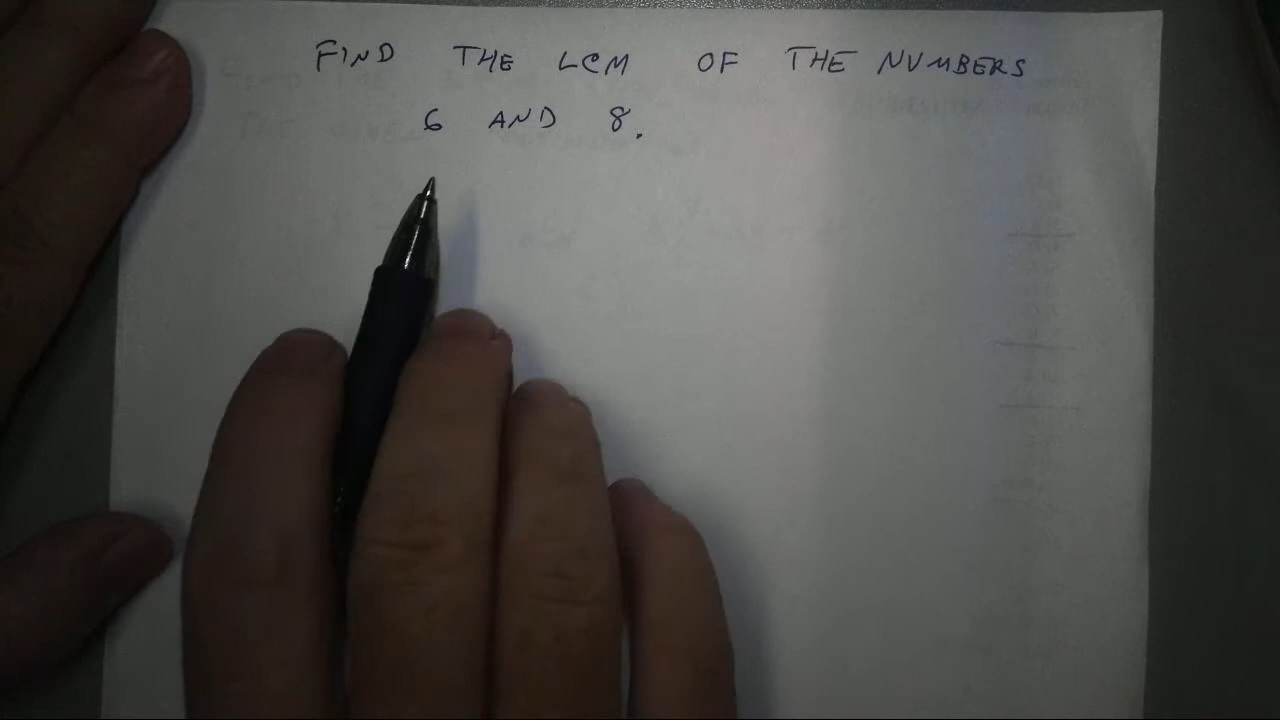 FIND THE LCM OF THE NUMBERS
6 AND 8.